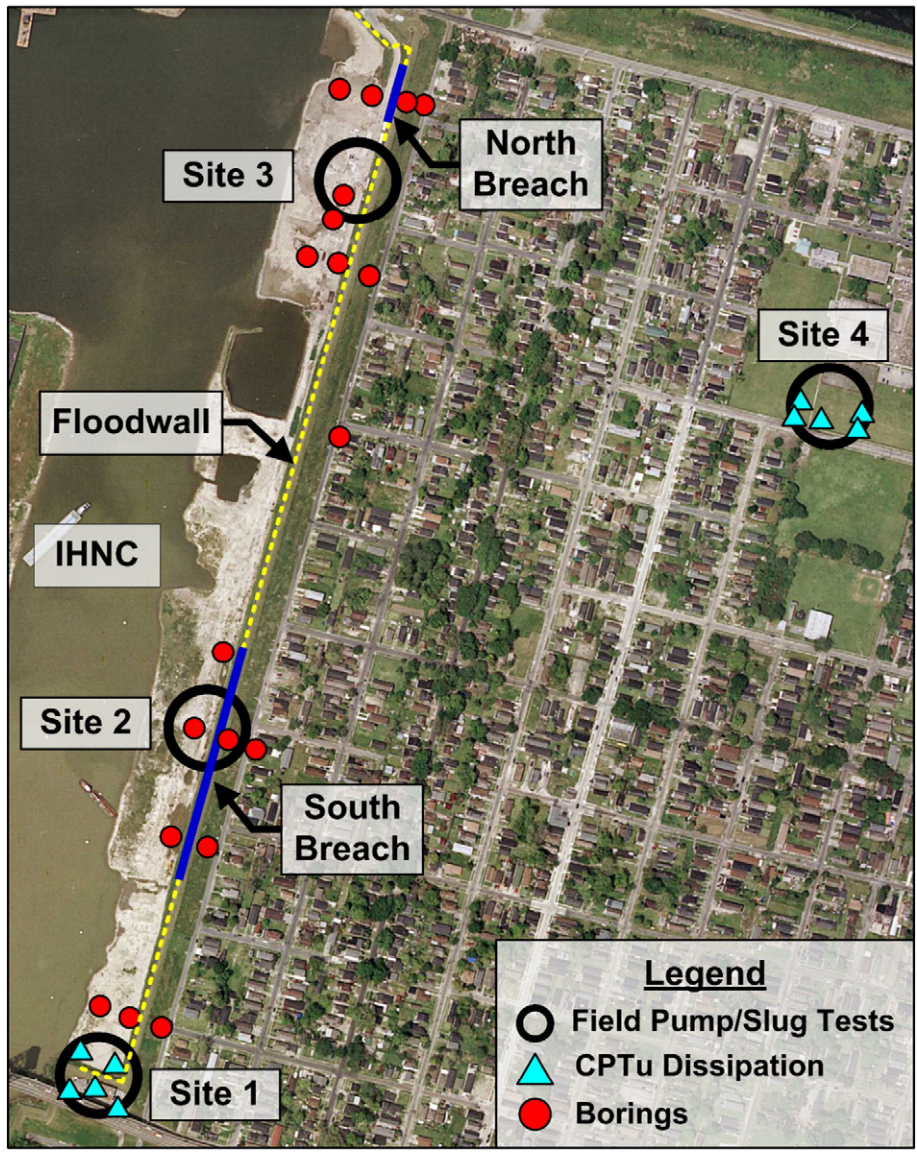 North
Breach
Site 3
Site 4
Floodwall
IHNC
Site 2
South
Breach
Site 1
Legend
Field Pump/Slug Tests
CPTu Dissipation
Borings